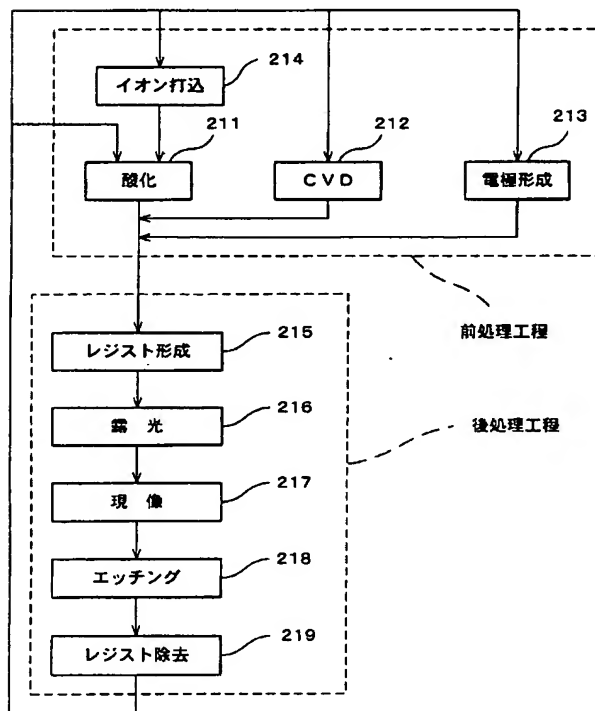 214
イオン打込
211
212
213
酸化
CVD
電極形成
前処理工程
215
レジスト形成
216
露 光
後処理工程
217
現 像
218
エッチング
219
レジスト除去